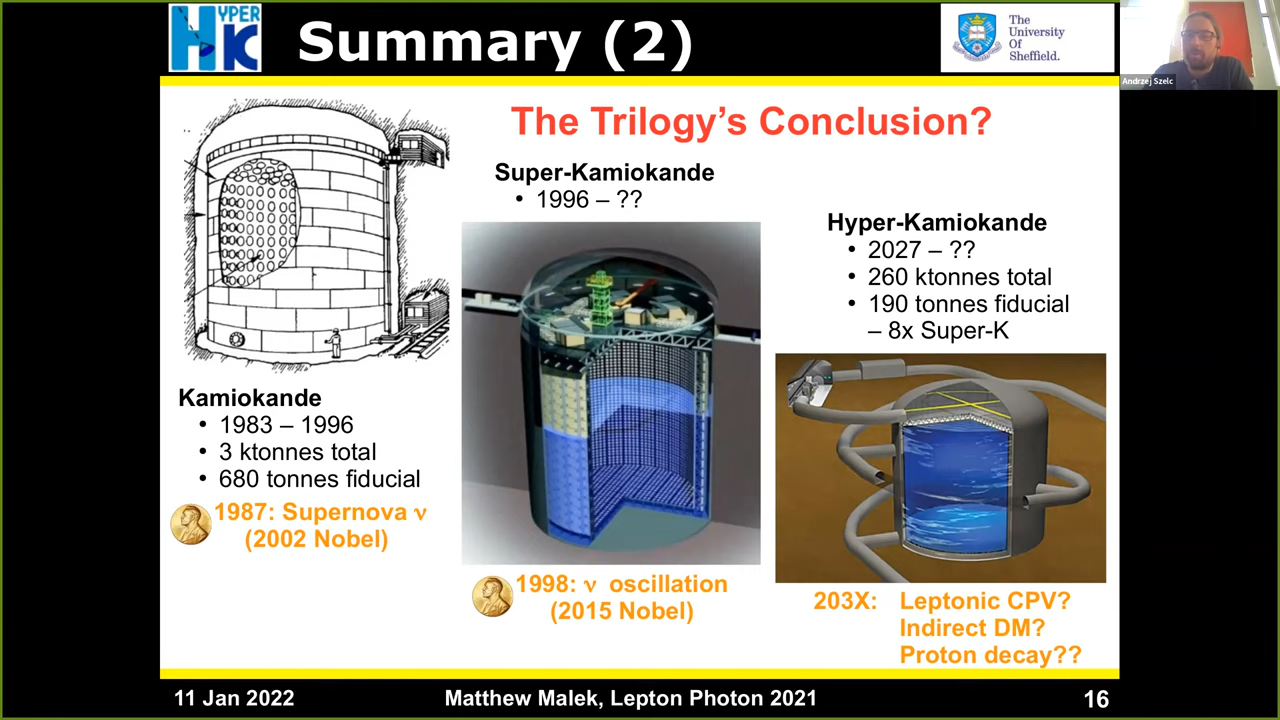 HYPER
HK
Summary (2)
The
University
Of
Sheffield.
Andrzej Szelc
The Trilogy’s Conclusion?
Kamiokande
• 1983 – 1996
• 3 ktonnes total
• 680 tonnes fiducial
1987: Supernova ν
(2002 Nobel)
Super-Kamiokande
• 1996 – ??
1998: ν oscillation
(2015 Nobel)
Hyper-Kamiokande
• 2027 – ??
• 260 ktonnes total
• 190 tonnes fiducial
– 8x Super-K
203X: Leptonic CPV?
Indirect DM?
Proton decay??
11 Jan 2022
Matthew Malek, Lepton Photon 2021
16